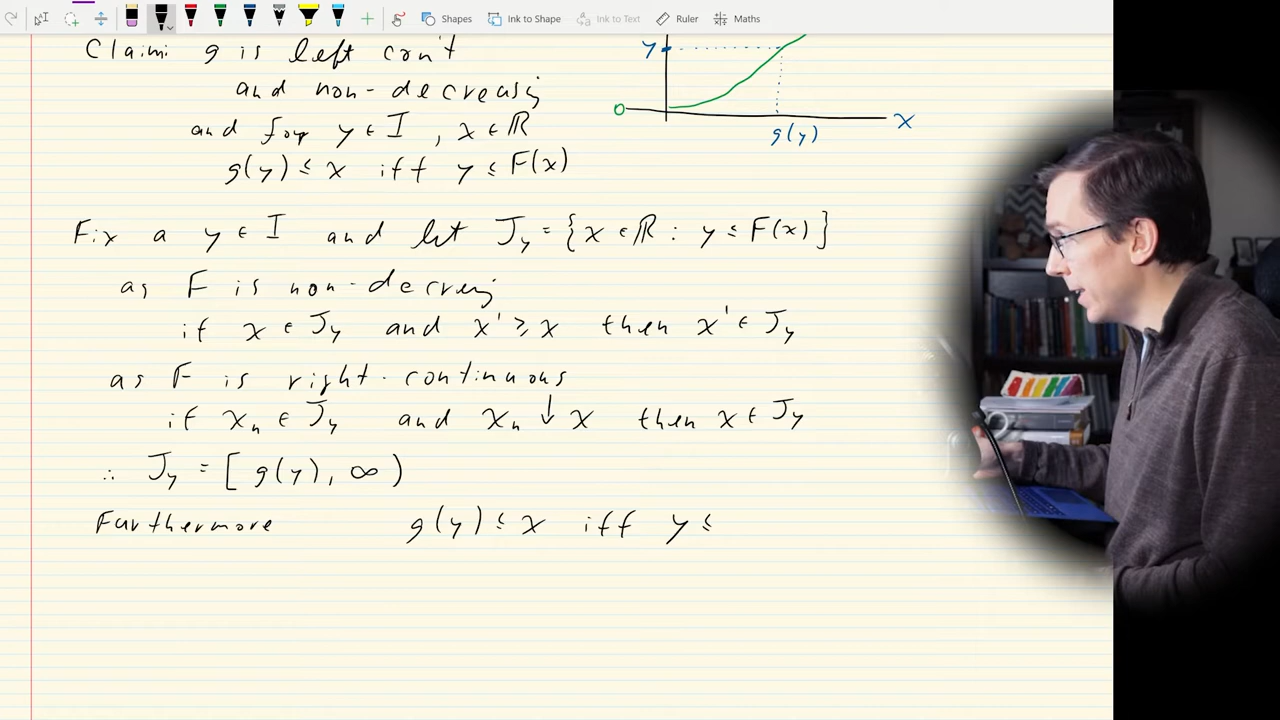 Shapes Ink to Shape Ink to Text Ruler Maths
Claim: g is left con't
and non-decreasing
and for y ∈ I, x ∈ ℝ
g(y) ≤ x iff y ≤ F(x)
y
0
g(y)
x
Fix a y ∈ I and let J_y = {x ∈ ℝ : y ≤ F(x)}
as F is non-decreing
if x ∈ J_y and x' ≥ x then x' ∈ J_y
as F is right-continuous
if x_n ∈ J_y and x_n ↓ x then x ∈ J_y
∴ J_y = [g(y), ∞)
Furthermore g(y) ≤ x iff y ≤